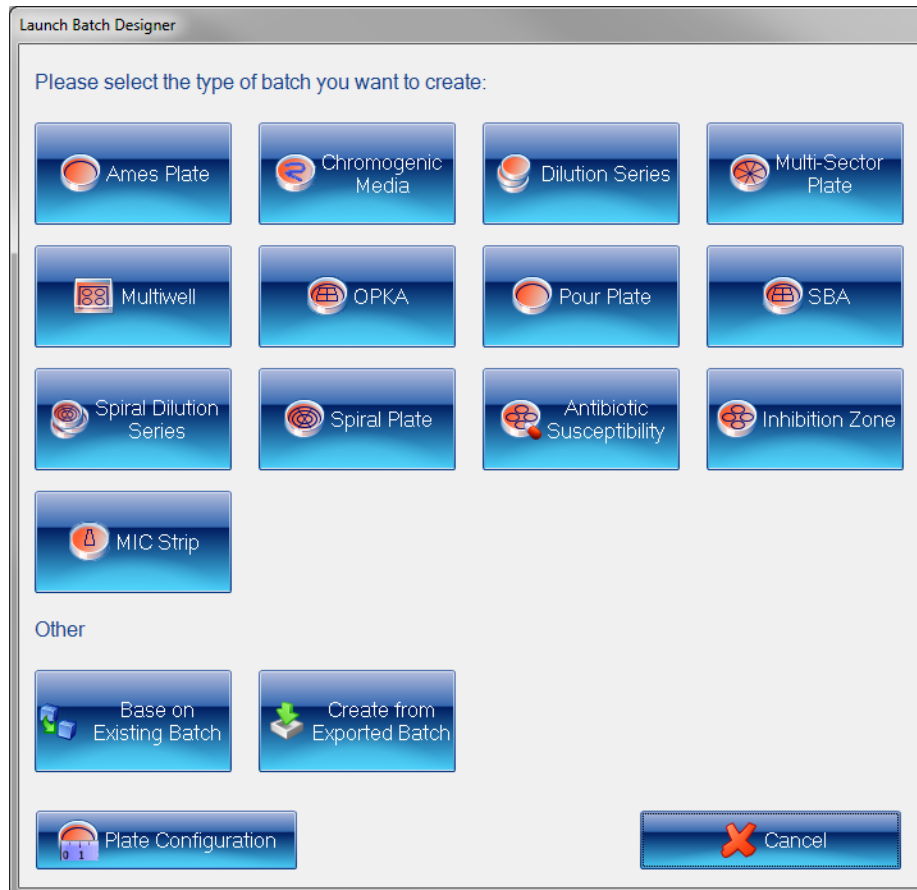 Launch Batch Designer
Please select the type of batch you want to create:
Ames Plate
Chromogenic
Media
Dilution Series
Multi-Sector
Plate
Multiwell
OPKA
Pour Plate
SBA
Spiral Dilution
Series
Spiral Plate
Antibiotic
Susceptibility
Inhibition Zone
MIC Strip
Other
Base on
Existing Batch
Create from
Exported Batch
0 1
Plate Configuration
Cancel